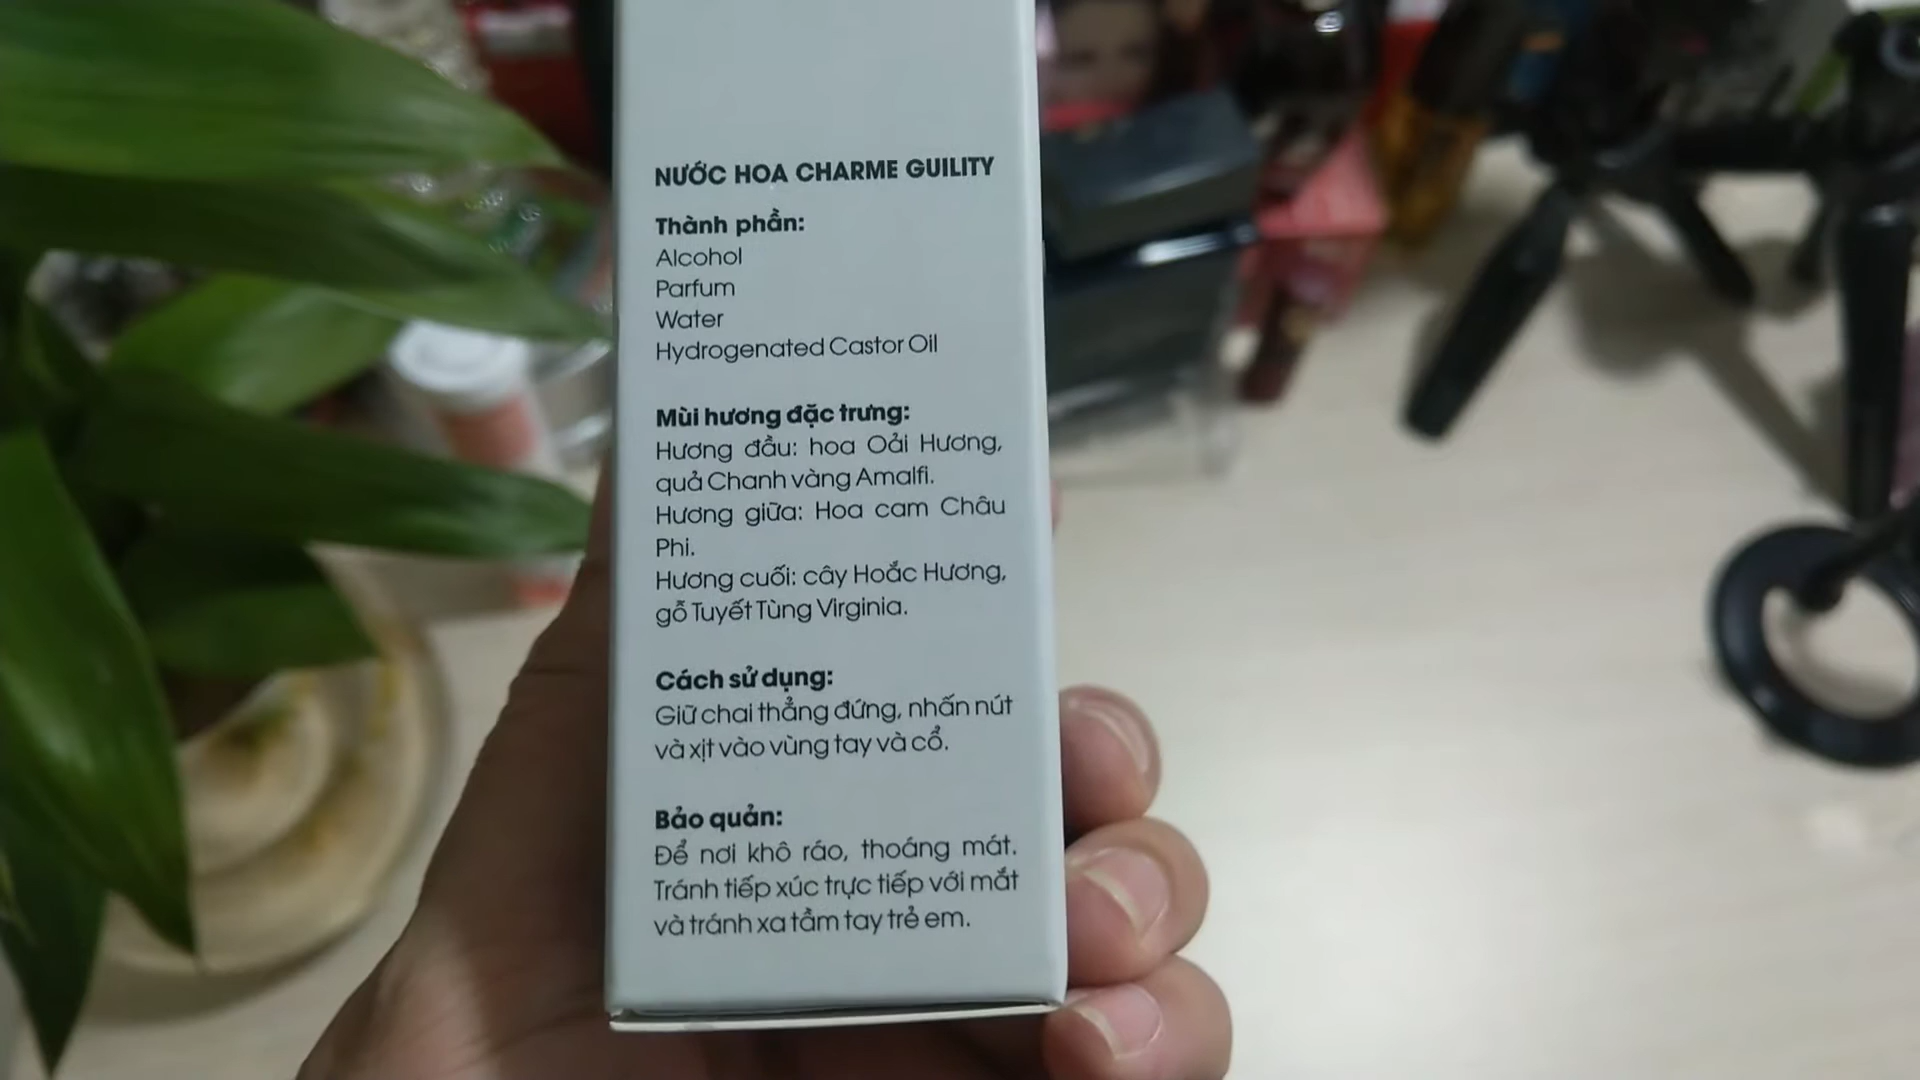 NƯỚC HOA CHARME GUILITY
Thành phần:
Alcohol
Parfum
Water
Hydrogenated Castor Oil
Mùi hương đặc trưng:
Hương đầu: hoa Oải Hương,
quả Chanh vàng Amalfi.
Hương giữa: Hoa cam Châu
Phi.
Hương cuối: cây Hoắc Hương,
gỗ Tuyết Tùng Virginia.
Cách sử dụng:
Giữ chai thẳng đứng, nhấn nút
và xịt vào vùng tay và cổ.
Bảo quản:
Để nơi khô ráo, thoáng mát.
Tránh tiếp xúc trực tiếp với mắt
và tránh xa tầm tay trẻ em.